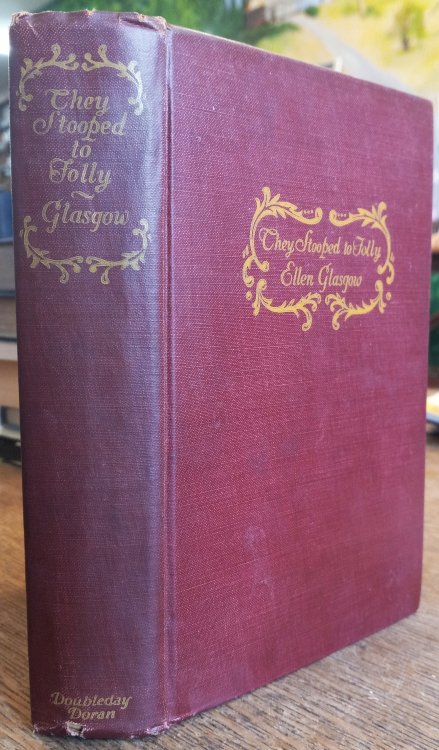 They
Stooped
to
Folly
~
Glasgow
Doubleday
Doran
They Stooped to Folly
Ellen Glasgow